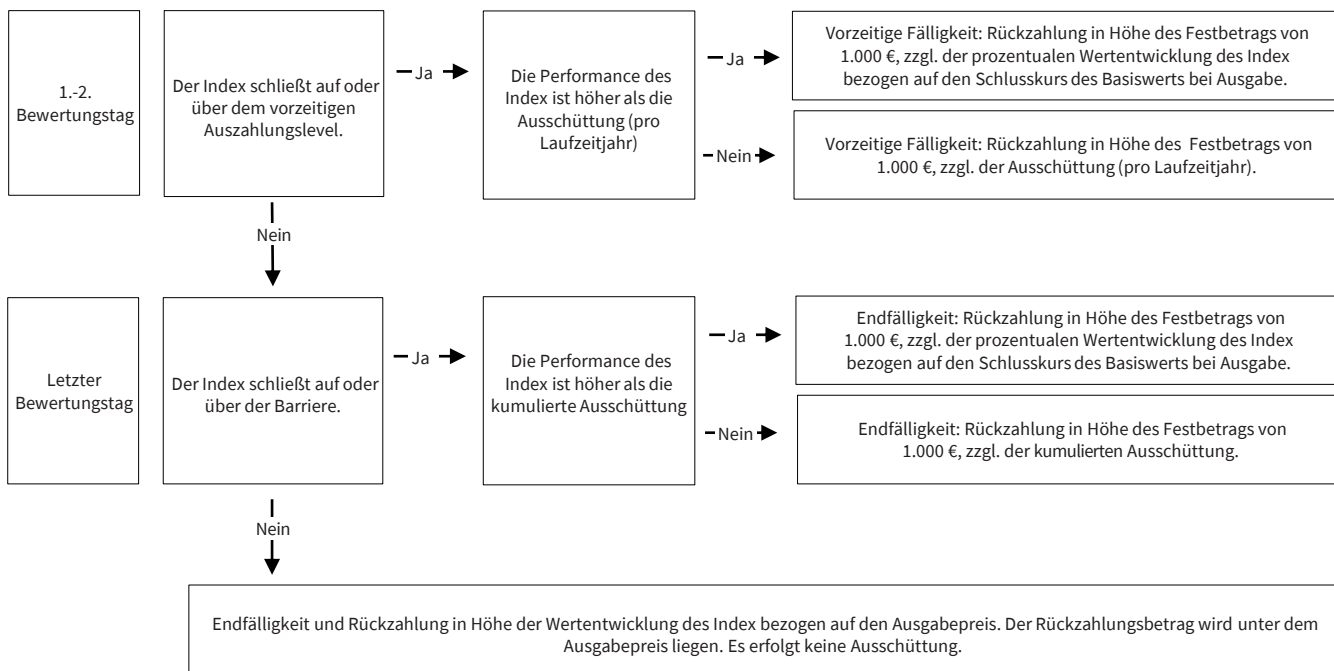 1.-2.
Bewertungstag
Der Index schließt auf oder
über dem vorzeitigen
Auszahlungslevel.
Ja
Die Performance des
Index ist höher als die
Ausschüttung (pro
Laufzeitjahr)
Ja
Vorzeitige Fälligkeit: Rückzahlung in Höhe des Festbetrags von
1.000 €, zzgl. der prozentualen Wertentwicklung des Index
bezogen auf den Schlusskurs des Basiswerts bei Ausgabe.
Nein
Vorzeitige Fälligkeit: Rückzahlung in Höhe des Festbetrags von
1.000 €, zzgl. der Ausschüttung (pro Laufzeitjahr).
Nein
Letzter
Bewertungstag
Der Index schließt auf oder
über der Barriere.
Ja
Die Performance des
Index ist höher als die
kumulierte Ausschüttung
Ja
Endfälligkeit: Rückzahlung in Höhe des Festbetrags von
1.000 €, zzgl. der prozentualen Wertentwicklung des Index
bezogen auf den Schlusskurs des Basiswerts bei Ausgabe.
Nein
Endfälligkeit: Rückzahlung in Höhe des Festbetrags von
1.000 €, zzgl. der kumulierten Ausschüttung.
Nein
Endfälligkeit und Rückzahlung in Höhe der Wertentwicklung des Index bezogen auf den Ausgabepreis. Der Rückzahlungsbetrag wird unter dem
Ausgabepreis liegen. Es erfolgt keine Ausschüttung.